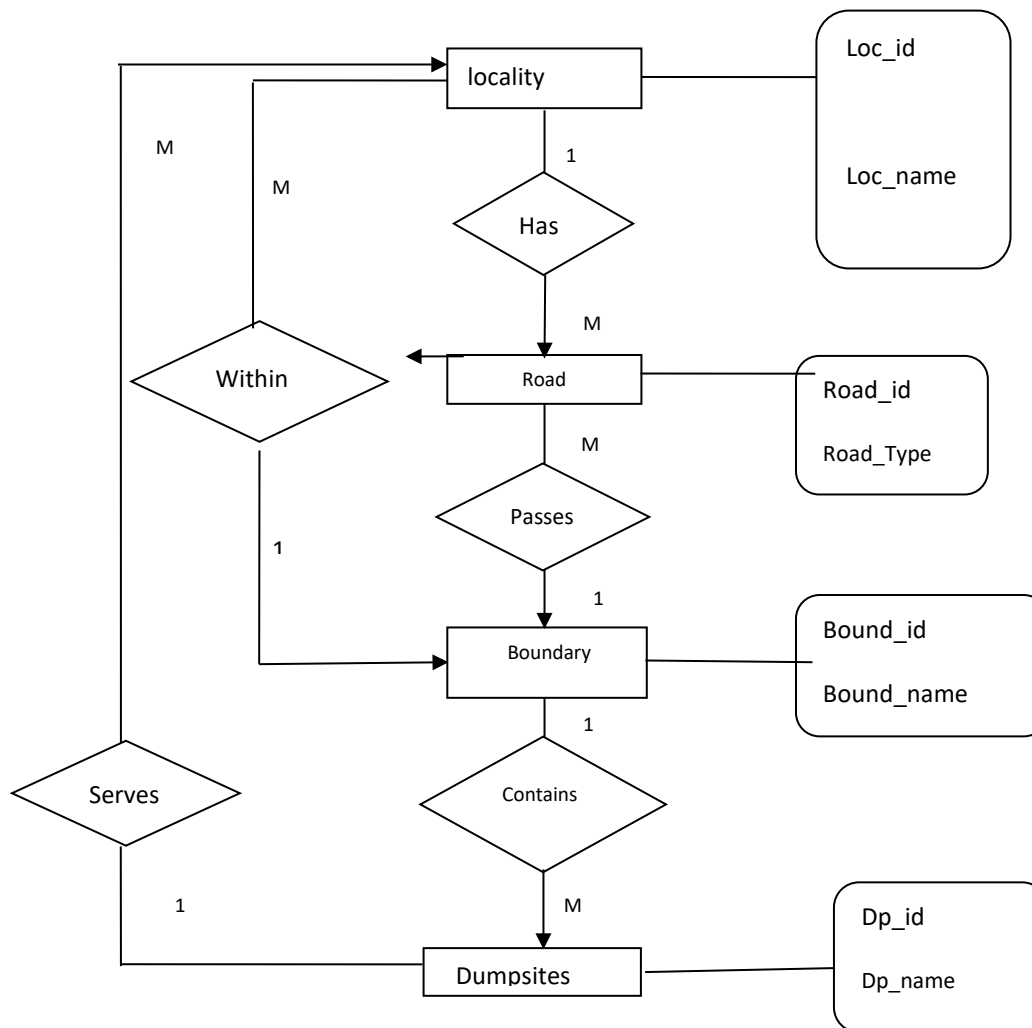 locality
Loc_id
Loc_name
M
M
1
Has
M
Within
Road
Road_id
Road_Type
M
Passes
1
1
Boundary
Bound_id
Bound_name
1
Serves
Contains
1
M
Dumpsites
Dp_id
Dp_name